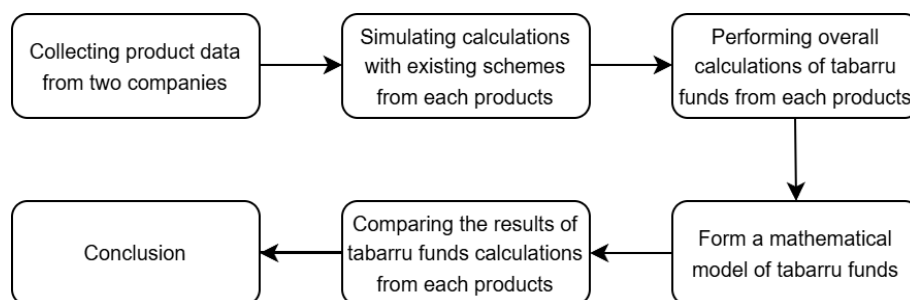 Collecting product data
from two companies
Simulating calculations
with existing schemes
from each products
Performing overall
calculations of tabarru
funds from each products
Form a mathematical
model of tabarru funds
Comparing the results of
tabarru funds calculations
from each products
Conclusion